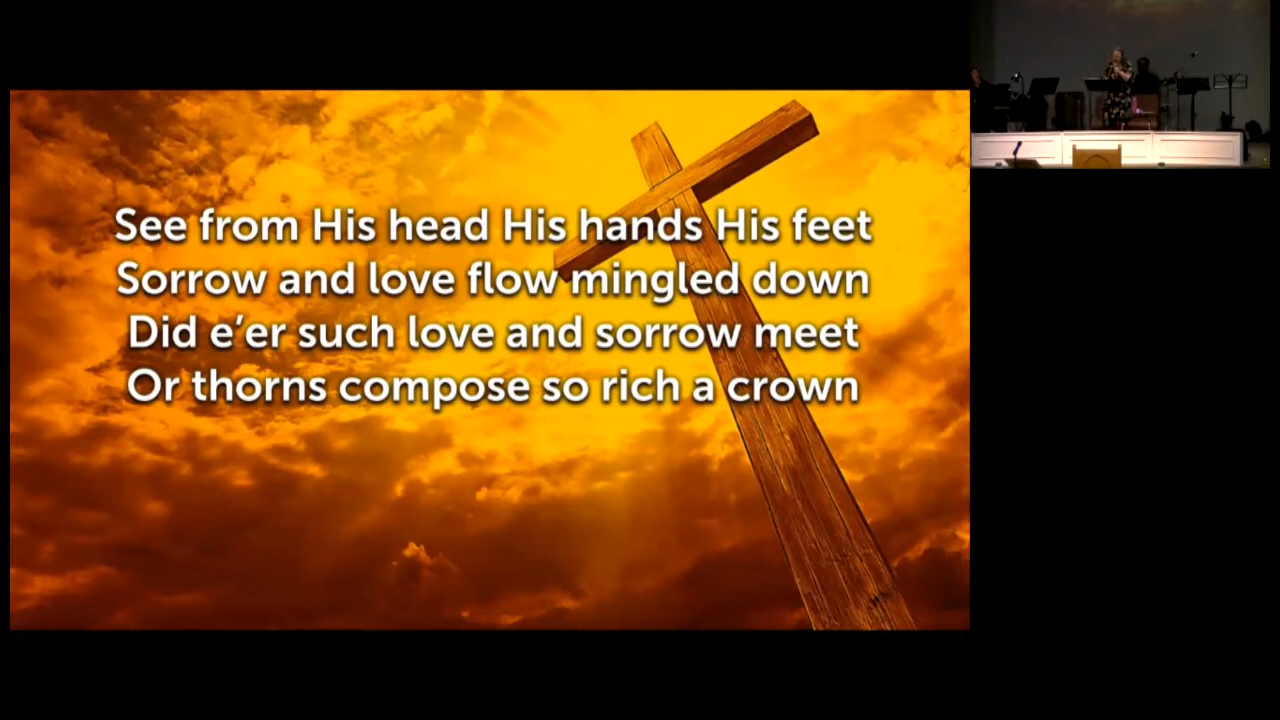 See from His head His hands His feet
Sorrow and love flow mingled down
Did e’er such love and sorrow meet
Or thorns compose so rich a crown